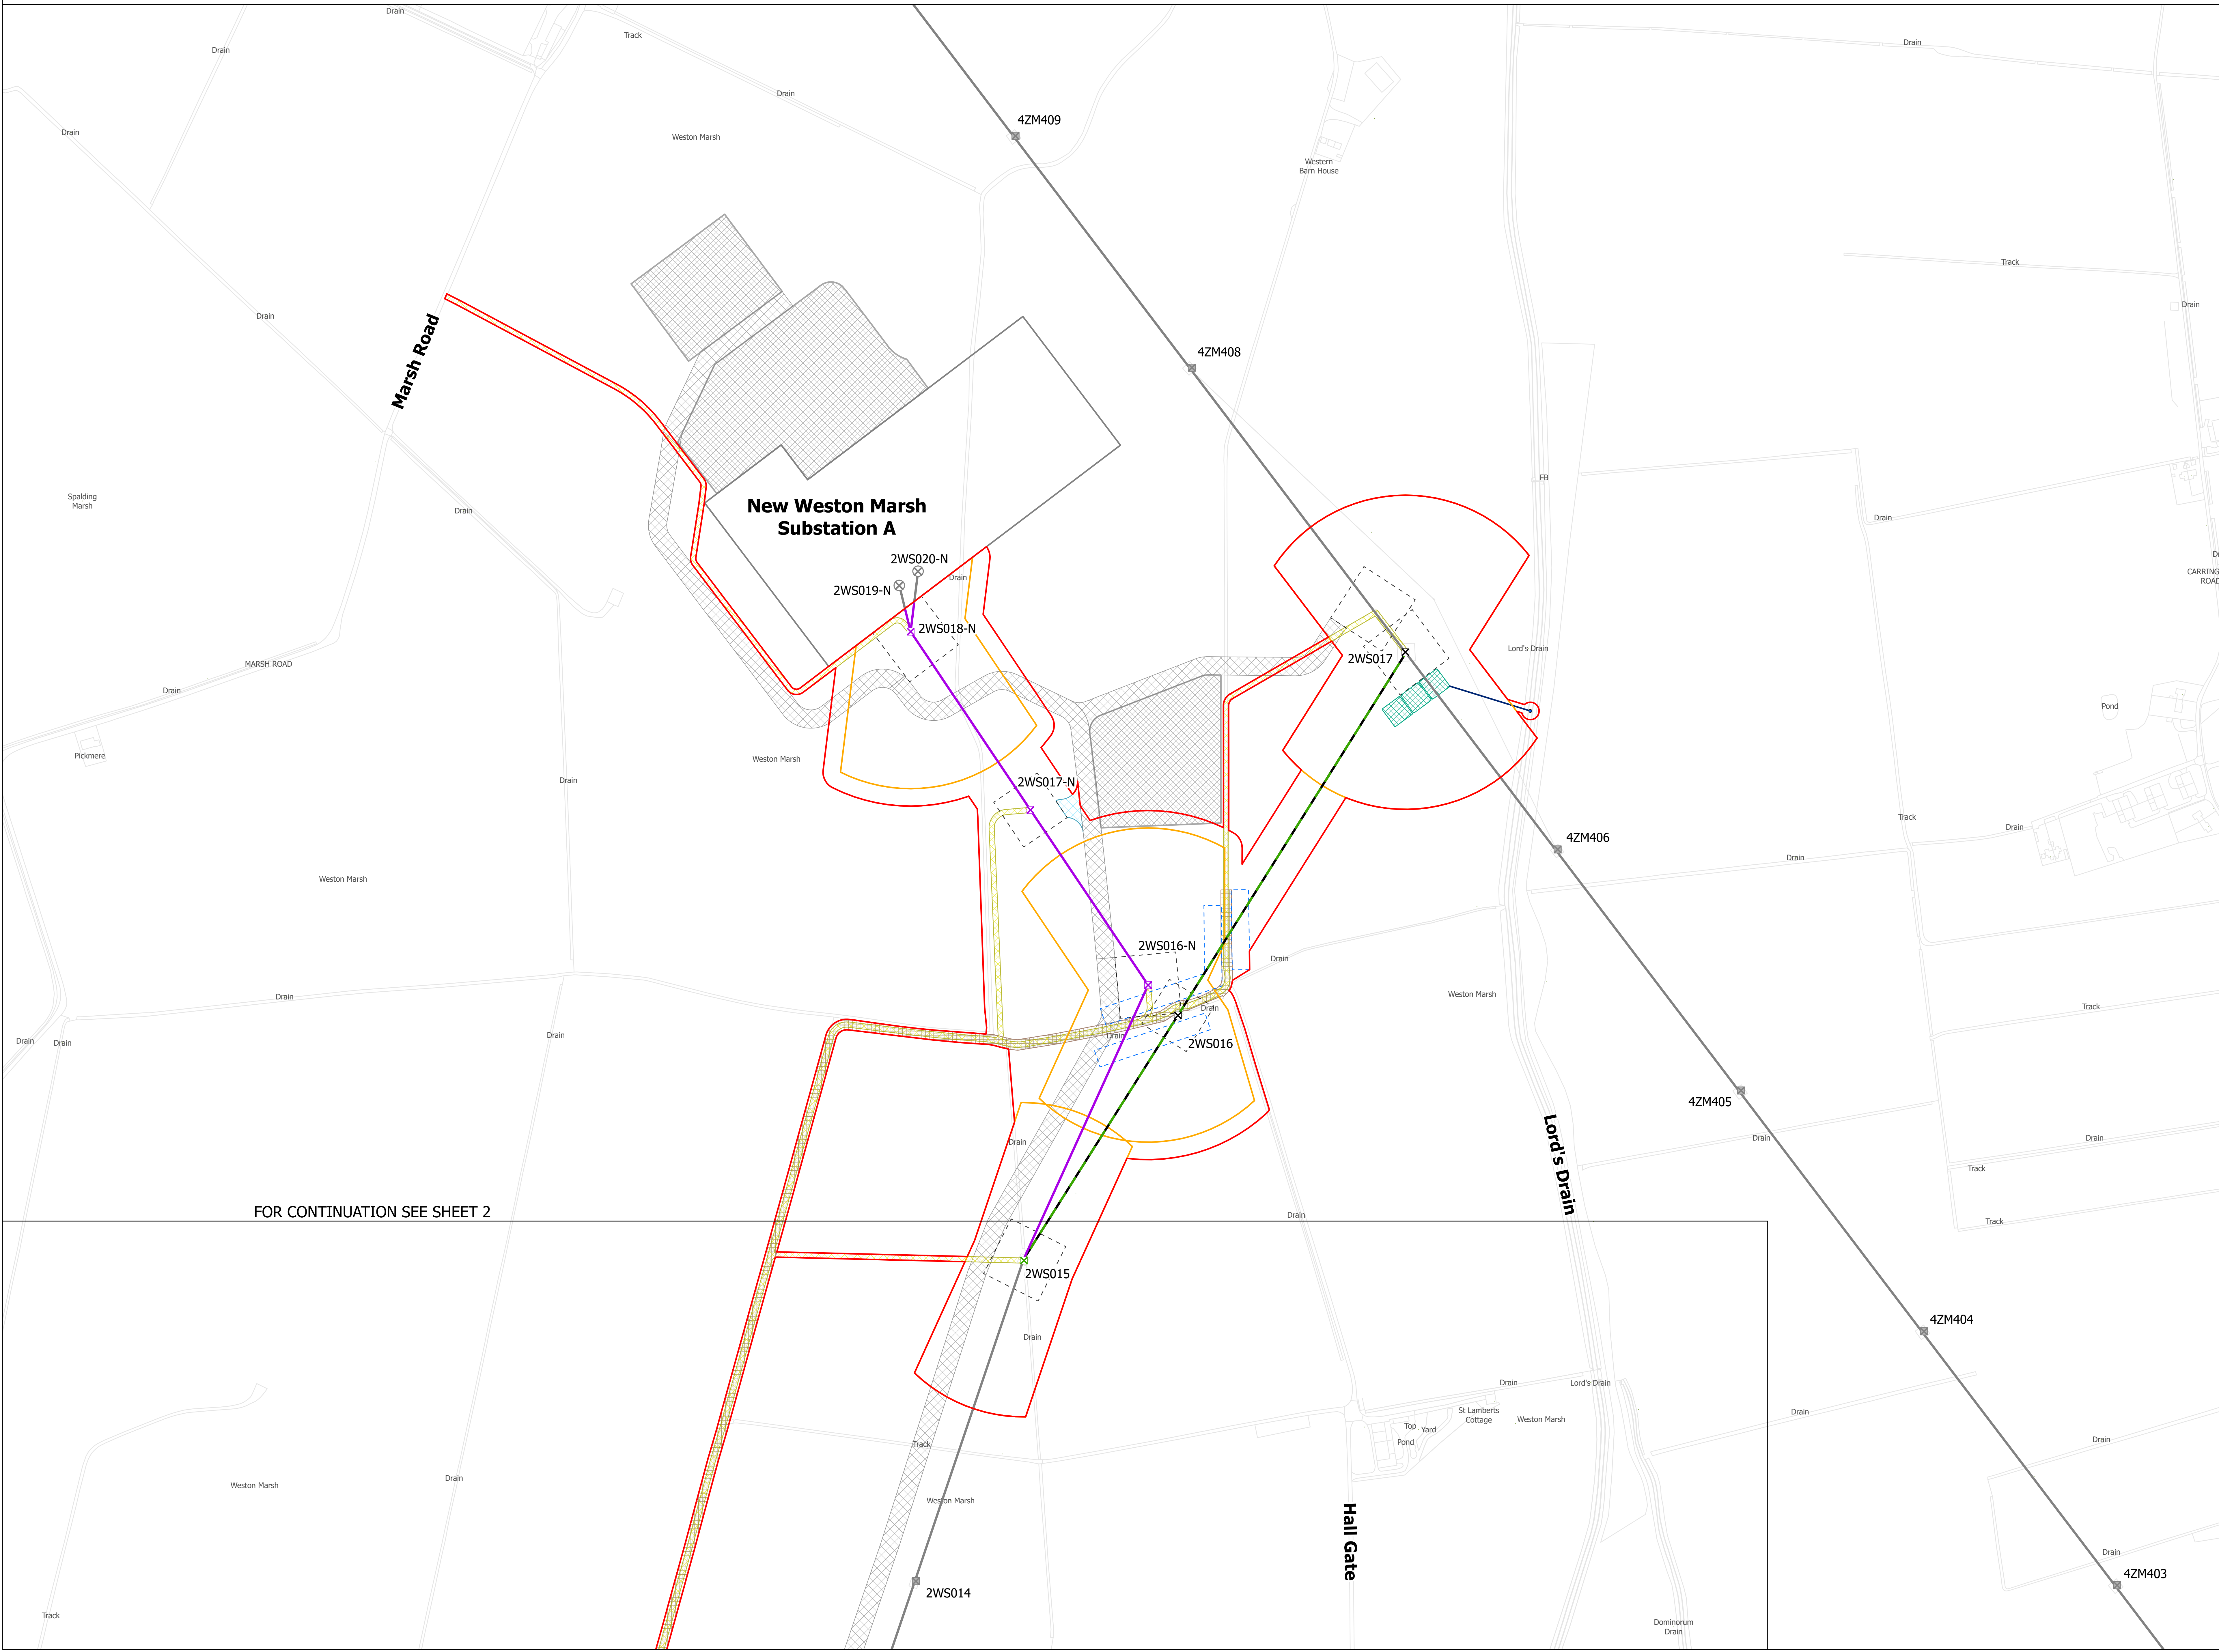 Drain
Track
Drain
Drain
Drain
4ZM409
Drain
Weston Marsh
Western
Barn House
Track
Drain
Drain
Marsh Road
4ZM408
Spalding
Marsh
Drain
New Weston Marsh
Substation A
FB
Drain
2WS020-N
Drain
2WS019-N
2WS018-N
CARRING
ROAD
MARSH ROAD
Drain
2WS017
Lord's Drain
Pond
Pickmere
Weston Marsh
Drain
2WS017-N
4ZM406
Track
Drain
Drain
Weston Marsh
2WS016-N
Drain
Drain
Weston Marsh
Track
Drain
Drain
Drain
Drain
Drain
2WS016
4ZM405
Drain
Lord's Drain
Drain
Drain
Track
FOR CONTINUATION SEE SHEET 2
Drain
Track
2WS015
4ZM404
Drain
Drain
Lord's Drain
St Lamberts
Cottage
Weston Marsh
Drain
Top
Yard
Pond
Track
Drain
Drain
Weston Marsh
Weston Marsh
Hall Gate
Drain
4ZM403
2WS014
Track
Dominorum
Drain